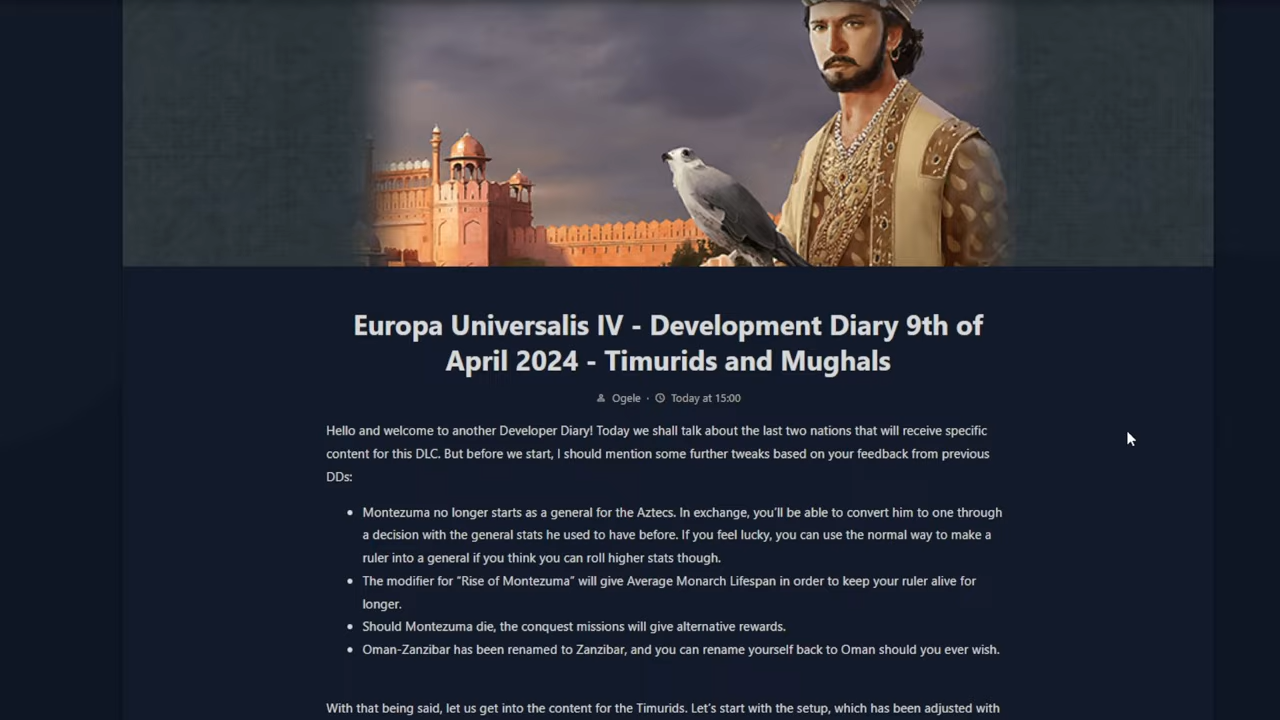 Europa Universalis IV - Development Diary 9th of
April 2024 - Timurids and Mughals
Ogele · Today at 15:00
Hello and welcome to another Developer Diary! Today we shall talk about the last two nations that will receive specific
content for this DLC. But before we start, I should mention some further tweaks based on your feedback from previous
DDs:
• Montezuma no longer starts as a general for the Aztecs. In exchange, you'll be able to convert him to one through
a decision with the general stats he used to have before. If you feel lucky, you can use the normal way to make a
ruler into a general if you think you can roll higher stats though.
• The modifier for “Rise of Montezuma” will give Average Monarch Lifespan in order to keep your ruler alive for
longer.
• Should Montezuma die, the conquest missions will give alternative rewards.
• Oman-Zanzibar has been renamed to Zanzibar, and you can rename yourself back to Oman should you ever wish.
With that being said, let us get into the content for the Timurids. Let's start with the setup, which has been adjusted with